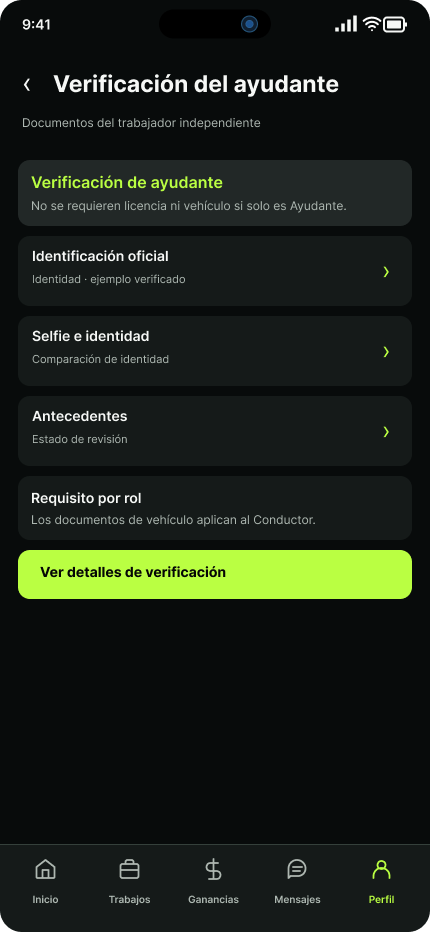 9:41
‹ Verificación del ayudante
Documentos del trabajador independiente
Verificación de ayudante
No se requieren licencia ni vehículo si solo es Ayudante.
Identificación oficial
Identidad · ejemplo verificado
›
Selfie e identidad
Comparación de identidad
›
Antecedentes
Estado de revisión
›
Requisito por rol
Los documentos de vehículo aplican al Conductor.
Ver detalles de verificación
Inicio Trabajos Ganancias Mensajes Perfil